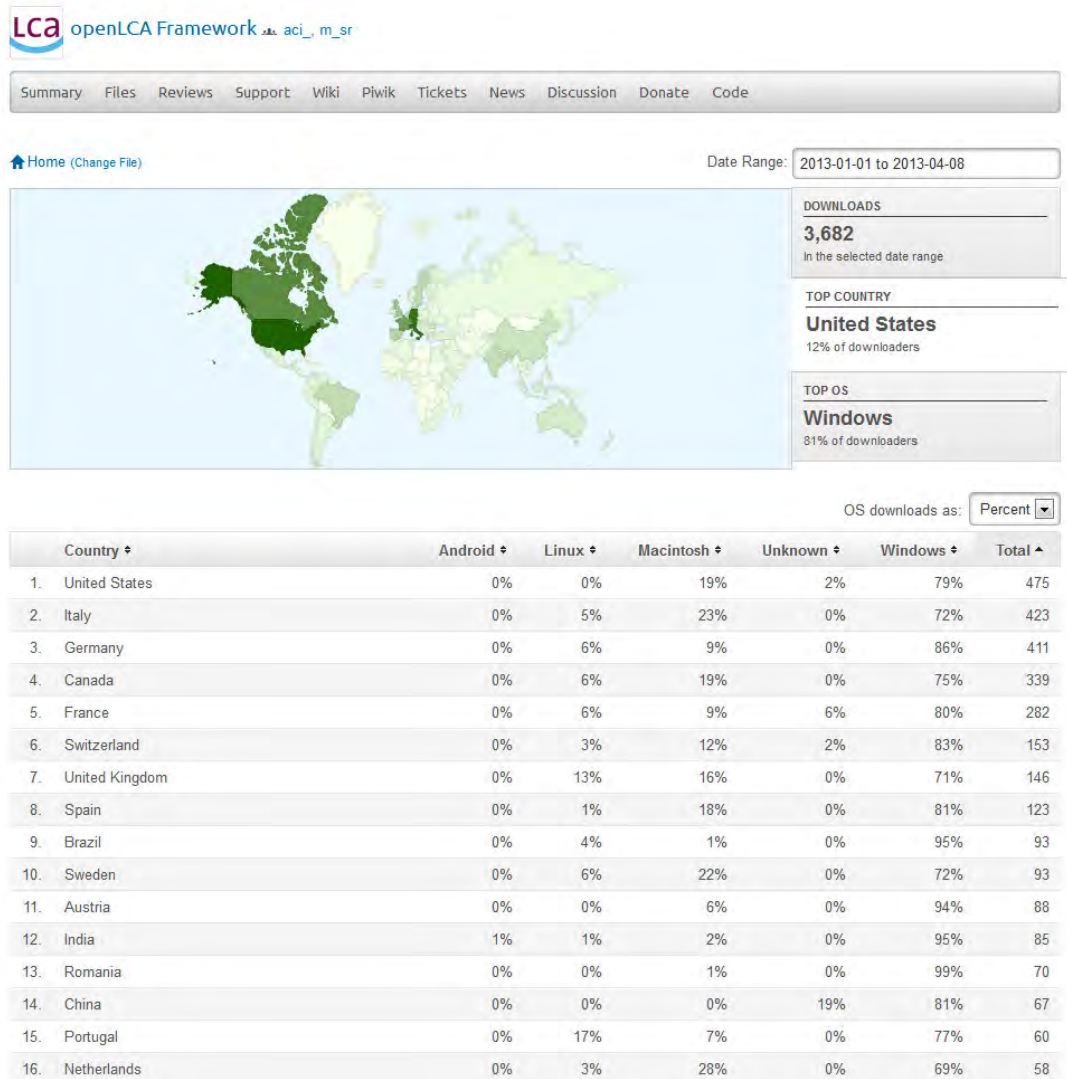 Lca openLCA Framework aci_, m_sr
Summary Files Reviews Support Wiki Piwik Tickets News Discussion Donate Code
Home (Change File)
Date Range: 2013-01-01 to 2013-04-08
DOWNLOADS
3,682
In the selected date range
TOP COUNTRY
United States
12% of downloaders
TOP OS
Windows
81% of downloaders
OS downloads as: Percent
Country Android Linux Macintosh Unknown Windows Total
1. United States 0% 0% 19% 2% 79% 475
2. Italy 0% 5% 23% 0% 72% 423
3. Germany 0% 6% 9% 0% 86% 411
4. Canada 0% 6% 19% 0% 75% 339
5. France 0% 6% 9% 6% 80% 282
6. Switzerland 0% 3% 12% 2% 83% 153
7. United Kingdom 0% 13% 16% 0% 71% 146
8. Spain 0% 1% 18% 0% 81% 123
9. Brazil 0% 4% 1% 0% 95% 93
10. Sweden 0% 6% 22% 0% 72% 93
11. Austria 0% 0% 6% 0% 94% 88
12. India 1% 1% 2% 0% 95% 85
13. Romania 0% 0% 1% 0% 99% 70
14. China 0% 0% 0% 19% 81% 67
15. Portugal 0% 17% 7% 0% 77% 60
16. Netherlands 0% 3% 28% 0% 69% 58